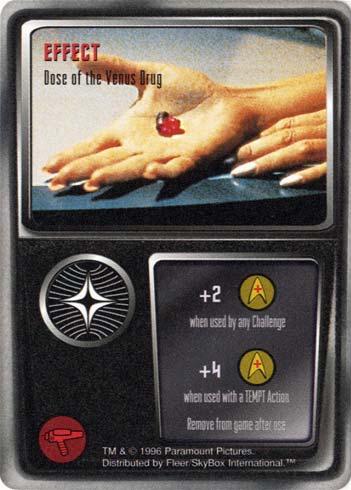 EFFECT
Dose of the Venus Drug
+2
when used by any Challenge
+4
when used with a TEMPT Action
Remove from game after use
TM & © 1996 Paramount Pictures.
Distributed by Fleer/SkyBox International.™